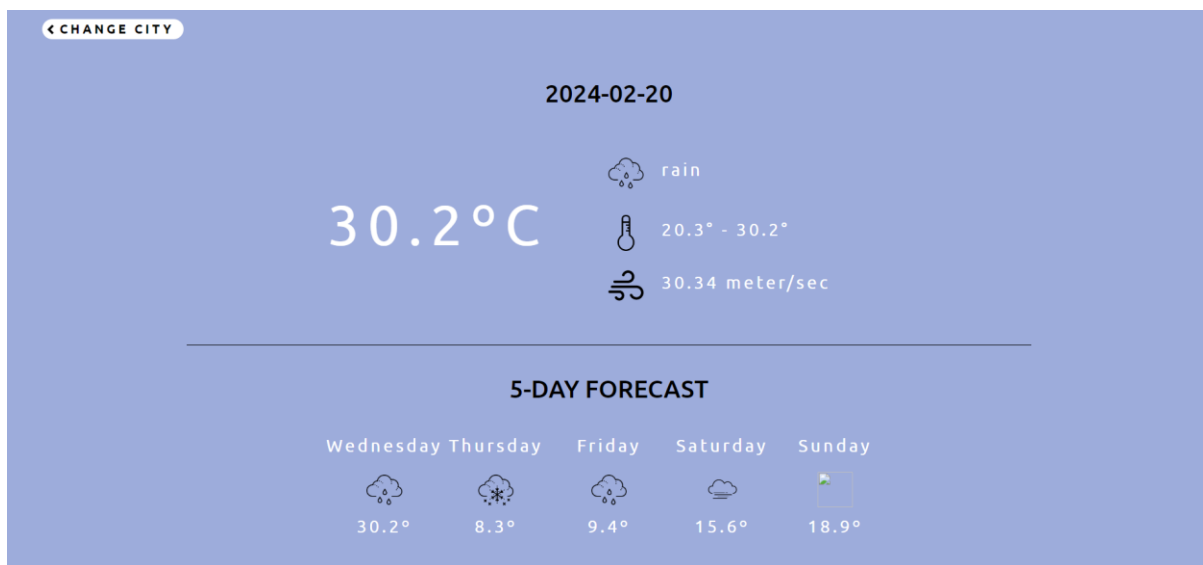 CHANGE CITY
2024-02-20
30.2°C
rain
20.3° - 30.2°
30.34 meter/sec
5-DAY FORECAST
Wednesday Thursday Friday Saturday Sunday
30.2° 8.3° 9.4° 15.6° 18.9°